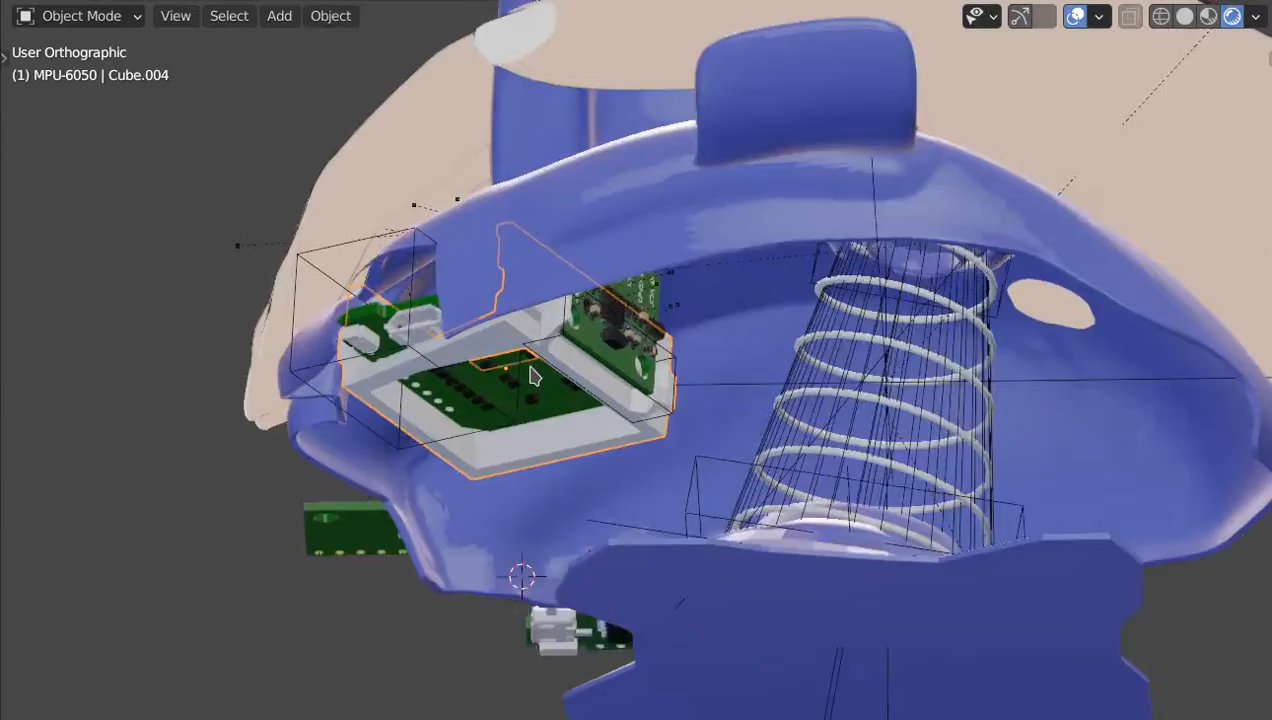 Object Mode View Select Add Object
User Orthographic
(1) MPU-6050 | Cube.004